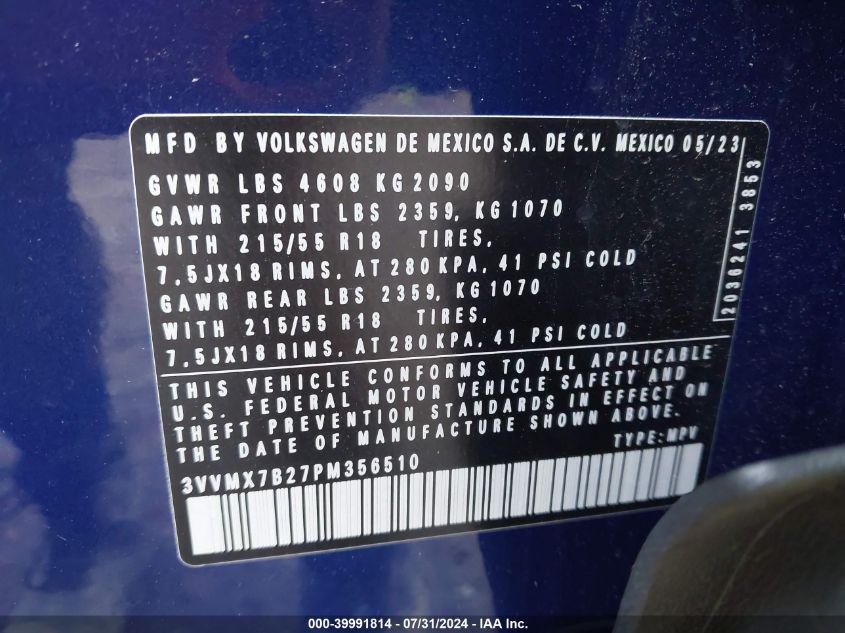 MFD BY VOLKSWAGEN DE MEXICO S.A. DE C.V. MEXICO 05/23
GVWR LBS 4608 KG 2090
GAWR FRONT LBS 2359, KG 1070
WITH 215/55 R18 TIRES,
7,5JX18 RIMS, AT 280 KPA, 41 PSI COLD
GAWR REAR LBS 2359, KG 1070
WITH 215/55 R18 TIRES,
7,5JX18 RIMS, AT 280 KPA, 41 PSI COLD
2036241 3853
THIS VEHICLE CONFORMS TO ALL APPLICABLE
U.S. FEDERAL MOTOR VEHICLE SAFETY AND
THEFT PREVENTION STANDARDS IN EFFECT ON
THE DATE OF MANUFACTURE SHOWN ABOVE.
3VVMX7B27PM356510 TYPE:MPV
000-39991814 - 07/31/2024 - IAA Inc.